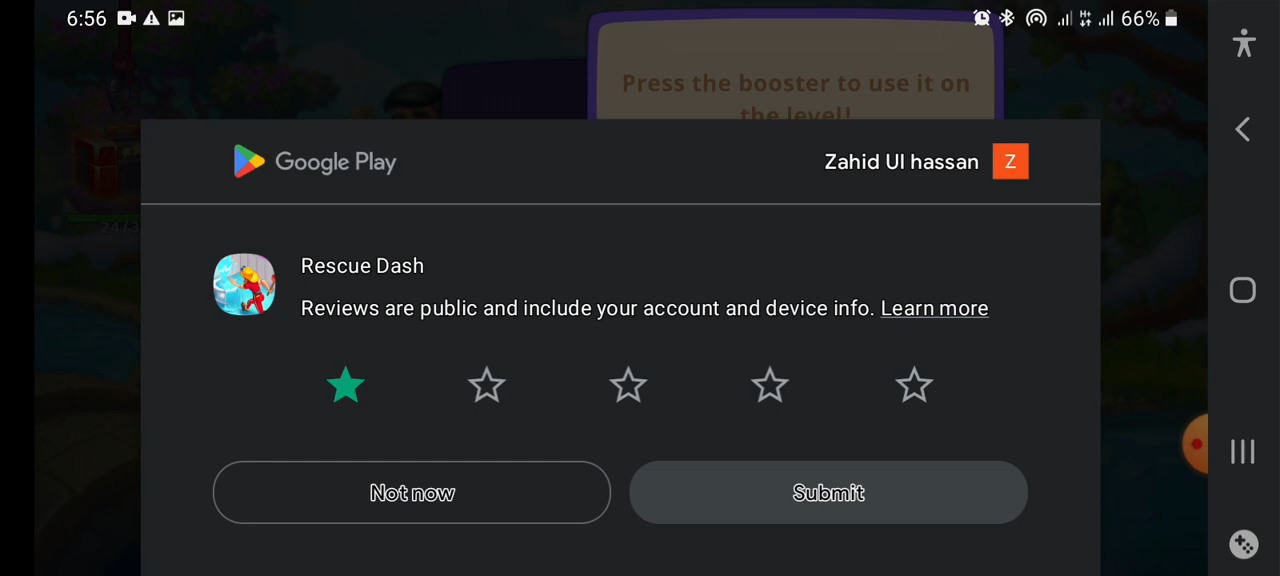 6:56
66%
Press the booster to use it on
the level!
Google Play
Zahid Ul hassan
Z
Rescue Dash
Reviews are public and include your account and device info. Learn more
Not now
Submit